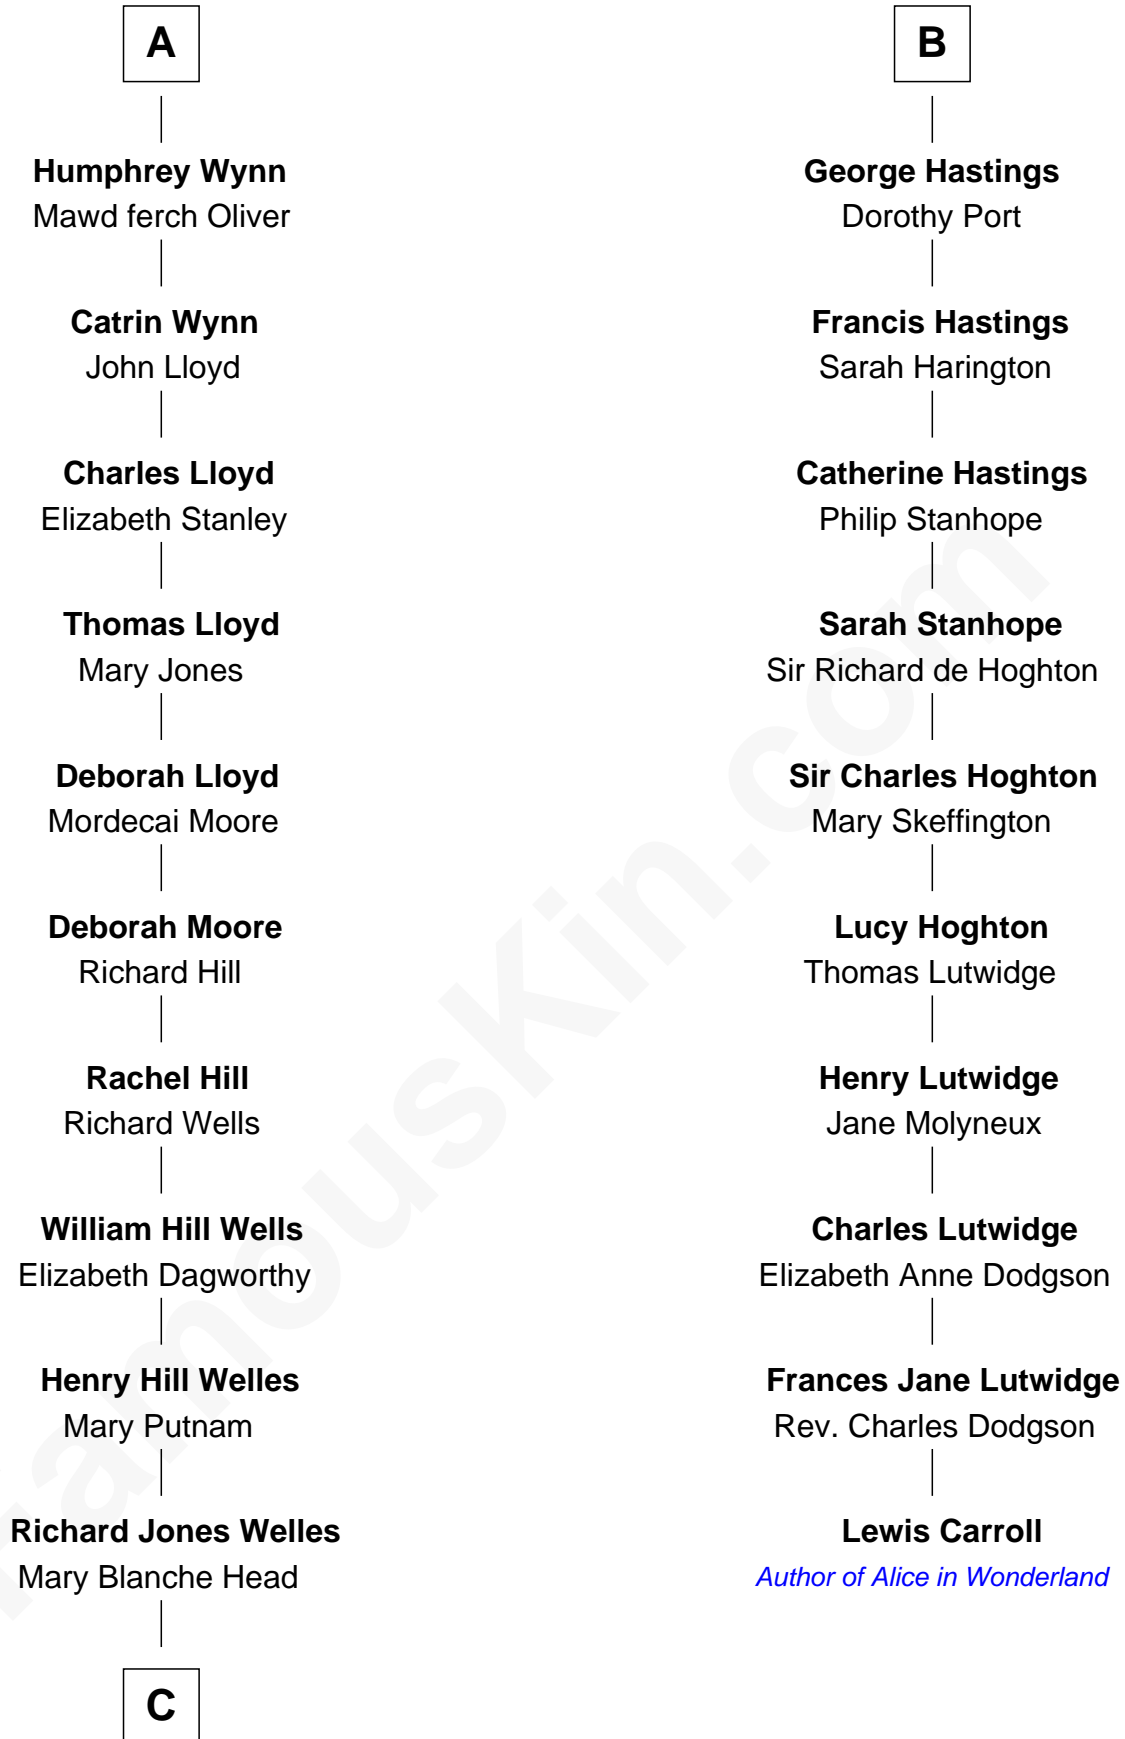 A
Humphrey Wynn
Mawd ferch Oliver
Catrin Wynn
John Lloyd
Charles Lloyd
Elizabeth Stanley
Thomas Lloyd
Mary Jones
Deborah Lloyd
Mordecai Moore
Deborah Moore
Richard Hill
Rachel Hill
Richard Wells
William Hill Wells
Elizabeth Dagworthy
Henry Hill Welles
Mary Putnam
Richard Jones Welles
Mary Blanche Head
C
B
George Hastings
Dorothy Port
Francis Hastings
Sarah Harington
Catherine Hastings
Philip Stanhope
Sarah Stanhope
Sir Richard de Hoghton
Sir Charles Hoghton
Mary Skeffington
Lucy Hoghton
Thomas Lutwidge
Henry Lutwidge
Jane Molyneux
Charles Lutwidge
Elizabeth Anne Dodgson
Frances Jane Lutwidge
Rev. Charles Dodgson
Lewis Carroll
Author of Alice in Wonderland
FamousKin.com